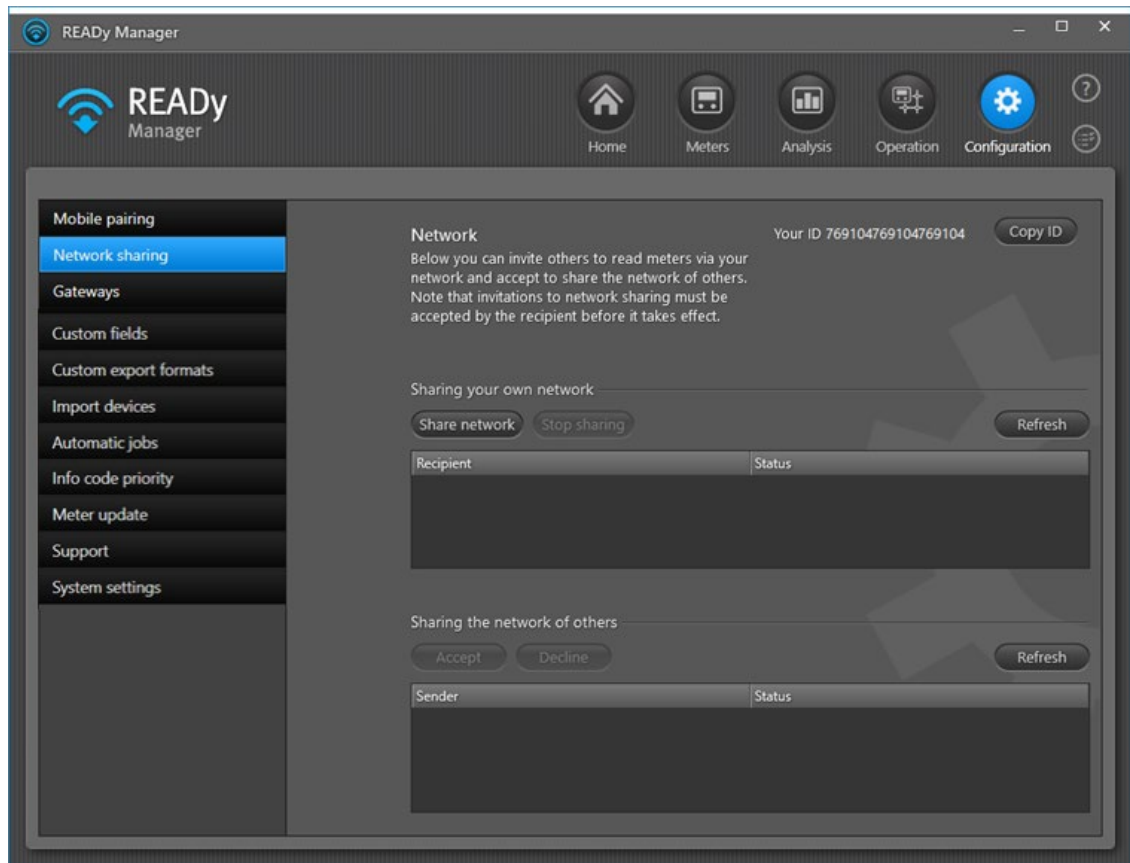 READy Manager
READy
Manager
Home Meters Analysis Operation Configuration
?
Mobile pairing
Network sharing
Gateways
Custom fields
Custom export formats
Import devices
Automatic jobs
Info code priority
Meter update
Support
System settings
Network
Your ID 769104769104769104 Copy ID
Below you can invite others to read meters via your
network and accept to share the network of others.
Note that invitations to network sharing must be
accepted by the recipient before it takes effect.
Sharing your own network
Share network Stop sharing Refresh
Recipient Status
Sharing the network of others
Accept Decline Refresh
Sender Status